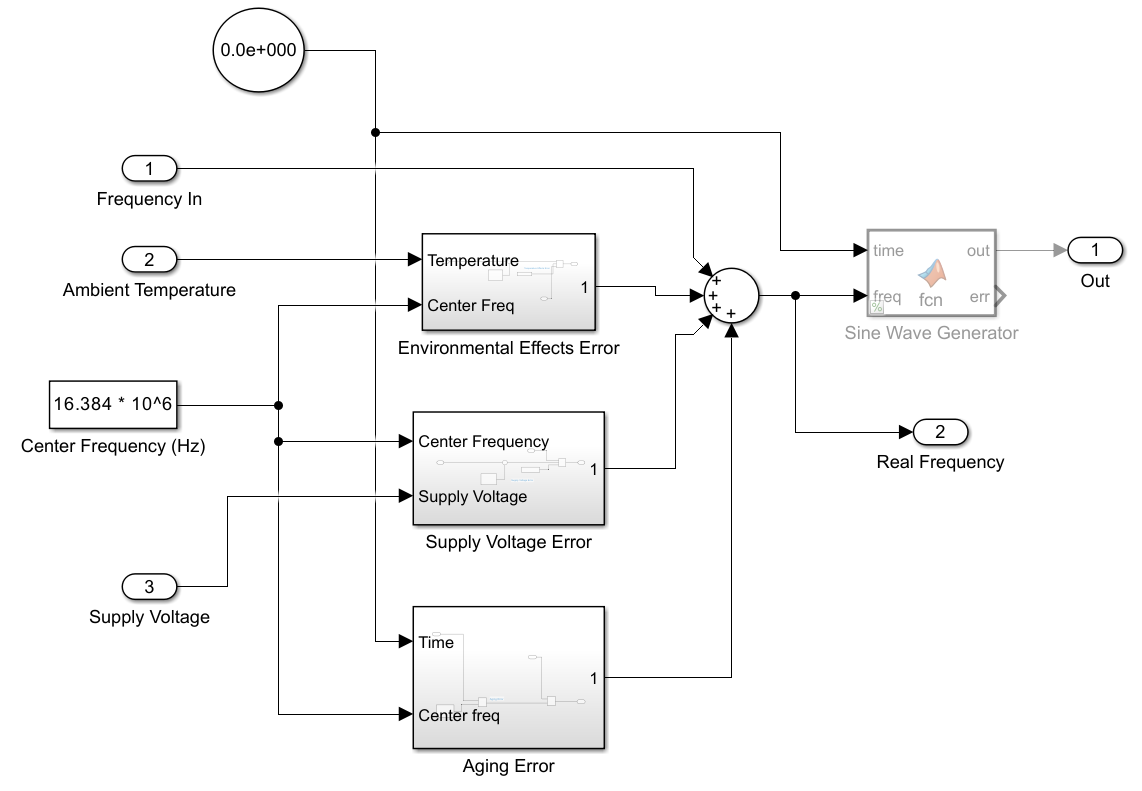 0.0e+000
1
Frequency In
2
Ambient Temperature
Temperature
Center Freq
1
Environmental Effects Error
+
+
+
+
time
freq
out
err
fcn
%
Sine Wave Generator
1
Out
16.384 * 10^6
Center Frequency (Hz)
Center Frequency
Supply Voltage
1
Supply Voltage Error
2
Real Frequency
3
Supply Voltage
Time
Center freq
1
Aging Error